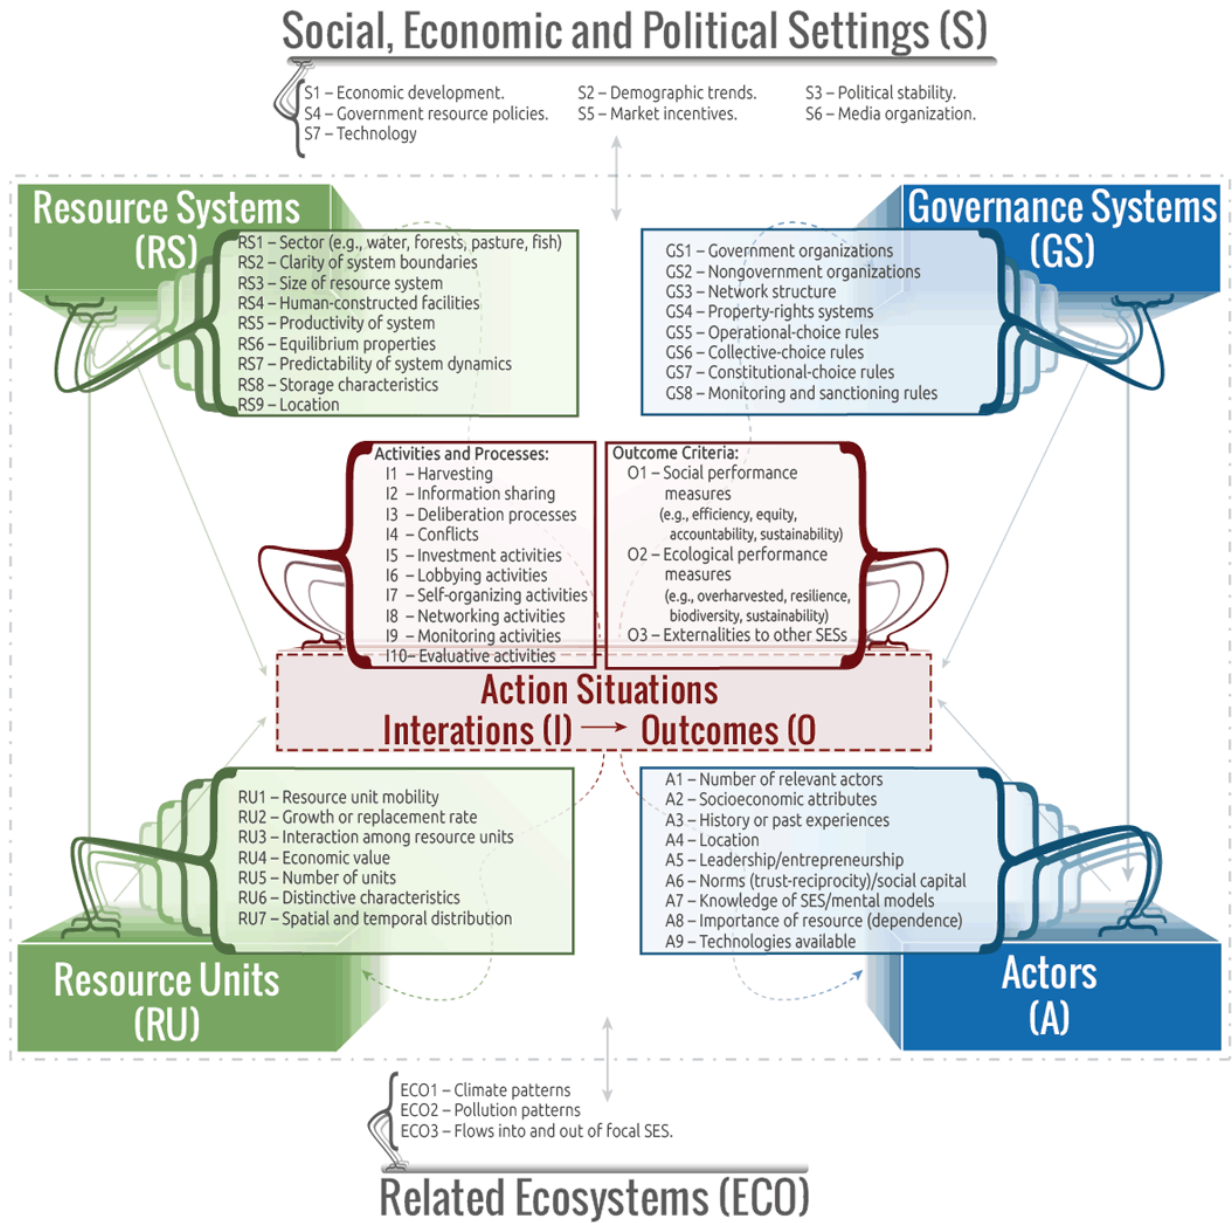 Social, Economic and Political Settings (S)
S1 – Economic development. S2 – Demographic trends. S3 – Political stability.
S4 – Government resource policies. S5 – Market incentives. S6 – Media organization.
S7 – Technology
Resource Systems
(RS)
RS1 – Sector (e.g., water, forests, pasture, fish)
RS2 – Clarity of system boundaries
RS3 – Size of resource system
RS4 – Human-constructed facilities
RS5 – Productivity of system
RS6 – Equilibrium properties
RS7 – Predictability of system dynamics
RS8 – Storage characteristics
RS9 – Location
Governance Systems
(GS)
GS1 – Government organizations
GS2 – Nongovernment organizations
GS3 – Network structure
GS4 – Property-rights systems
GS5 – Operational-choice rules
GS6 – Collective-choice rules
GS7 – Constitutional-choice rules
GS8 – Monitoring and sanctioning rules
Activities and Processes:
I1 – Harvesting
I2 – Information sharing
I3 – Deliberation processes
I4 – Conflicts
I5 – Investment activities
I6 – Lobbying activities
I7 – Self-organizing activities
I8 – Networking activities
I9 – Monitoring activities
I10– Evaluative activities
Outcome Criteria:
O1 – Social performance
measures
(e.g., efficiency, equity,
accountability, sustainability)
O2 – Ecological performance
measures
(e.g., overharvested, resilience,
biodiversity, sustainability)
O3 – Externalities to other SESs
Action Situations
Interations (I) → Outcomes (O
RU1 – Resource unit mobility
RU2 – Growth or replacement rate
RU3 – Interaction among resource units
RU4 – Economic value
RU5 – Number of units
RU6 – Distinctive characteristics
RU7 – Spatial and temporal distribution
Resource Units
(RU)
A1 – Number of relevant actors
A2 – Socioeconomic attributes
A3 – History or past experiences
A4 – Location
A5 – Leadership/entrepreneurship
A6 – Norms (trust-reciprocity)/social capital
A7 – Knowledge of SES/mental models
A8 – Importance of resource (dependence)
A9 – Technologies available
Actors
(A)
ECO1 – Climate patterns
ECO2 – Pollution patterns
ECO3 – Flows into and out of focal SES.
Related Ecosystems (ECO)